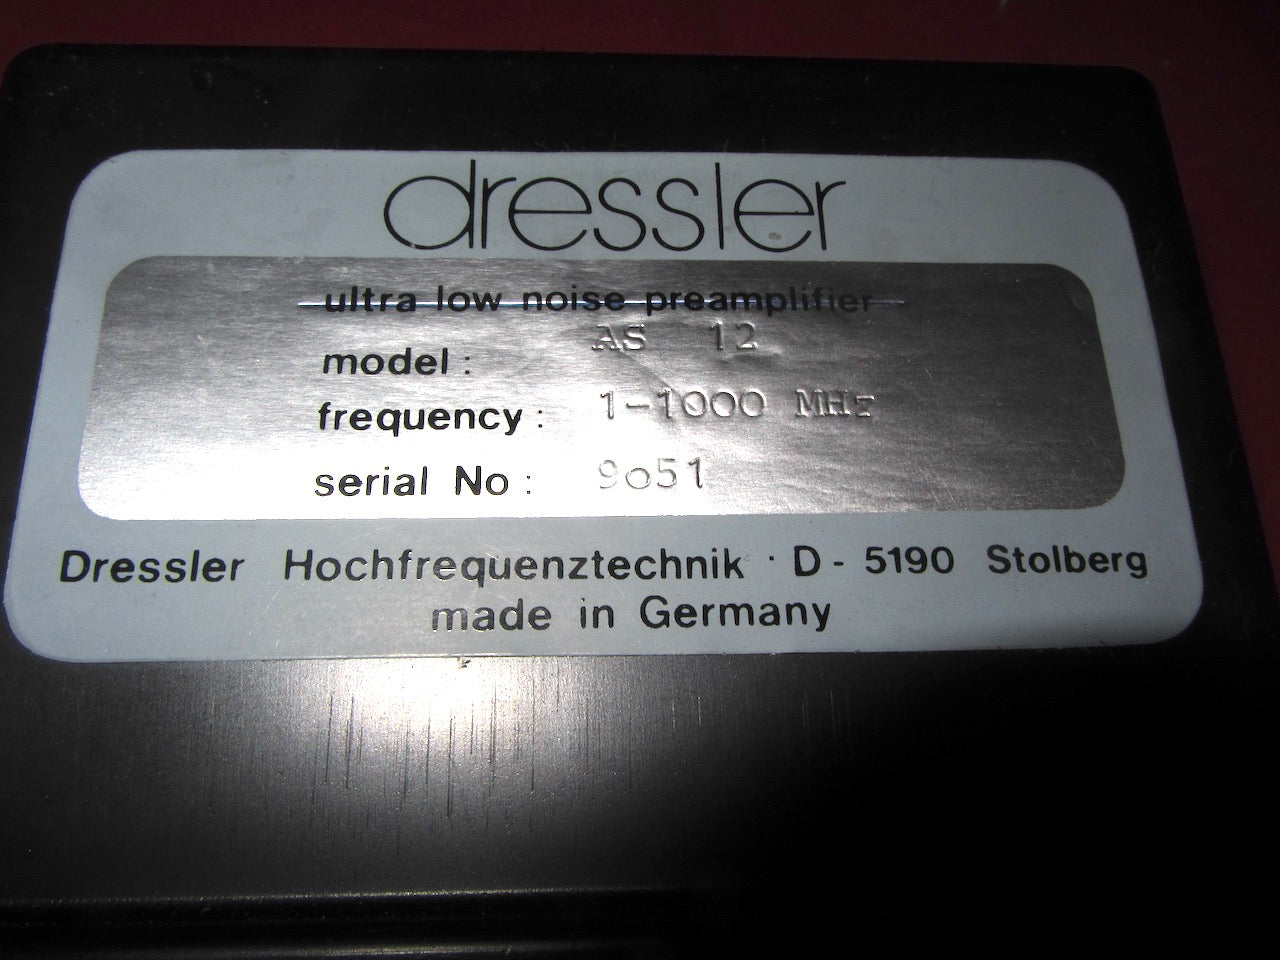 dressler
ultra low noise preamplifier
model: AS 12
frequency: 1-1000 MHz
serial No: 9o51
Dressler Hochfrequenztechnik · D - 5190 Stolberg
made in Germany